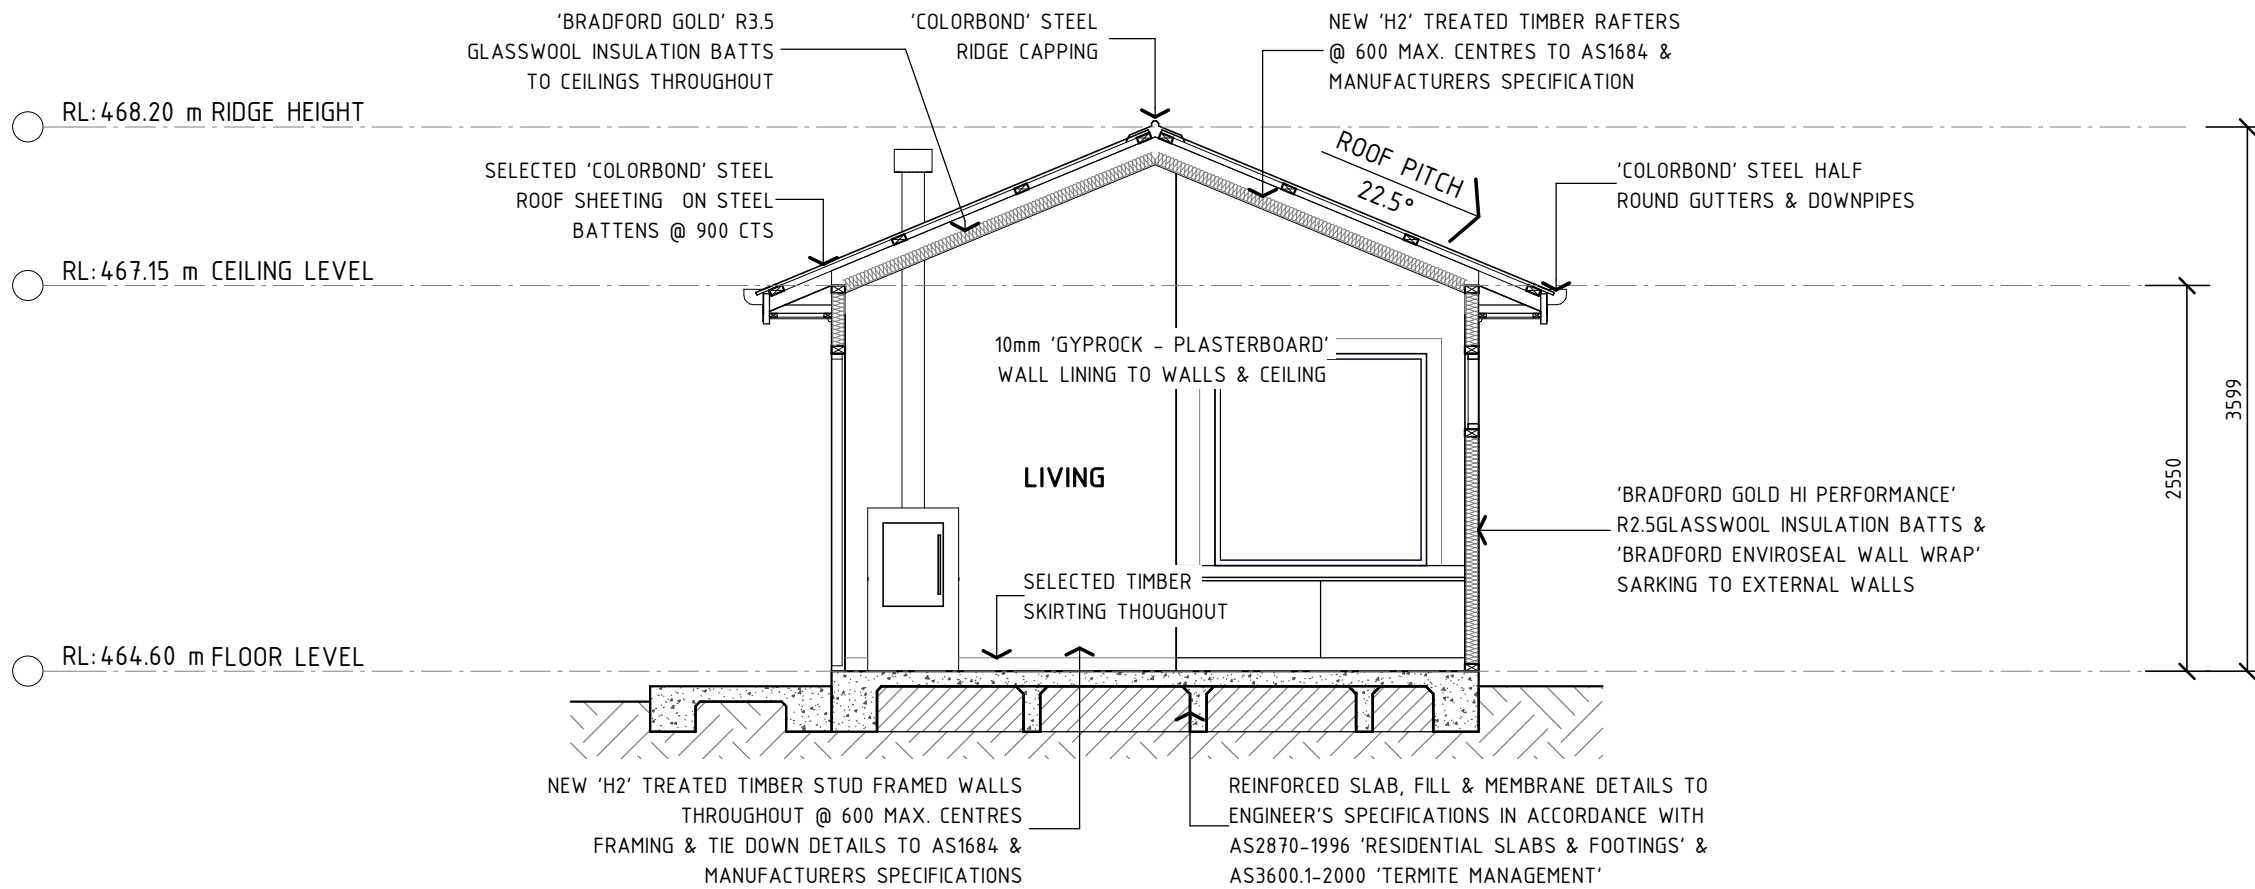 'BRADFORD GOLD' R3.5
GLASSWOOL INSULATION BATTS
TO CEILINGS THROUGHOUT
'COLORBOND' STEEL
RIDGE CAPPING
NEW 'H2' TREATED TIMBER RAFTERS
@ 600 MAX. CENTRES TO AS1684 &
MANUFACTURERS SPECIFICATION
RL: 468.20 m RIDGE HEIGHT
SELECTED 'COLORBOND' STEEL
ROOF SHEETING ON STEEL
BATTENS @ 900 CTS
ROOF PITCH
22.5°
'COLORBOND' STEEL HALF
ROUND GUTTERS & DOWNPIPES
RL: 467.15 m CEILING LEVEL
10mm 'GYPROCK - PLASTERBOARD'
WALL LINING TO WALLS & CEILING
3599
2550
LIVING
'BRADFORD GOLD HI PERFORMANCE'
R2.5GLASSWOOL INSULATION BATTS &
'BRADFORD ENVIROSEAL WALL WRAP'
SARKING TO EXTERNAL WALLS
SELECTED TIMBER
SKIRTING THOUGHOUT
RL: 464.60 m FLOOR LEVEL
NEW 'H2' TREATED TIMBER STUD FRAMED WALLS
THROUGHOUT @ 600 MAX. CENTRES
FRAMING & TIE DOWN DETAILS TO AS1684 &
MANUFACTURERS SPECIFICATIONS
REINFORCED SLAB, FILL & MEMBRANE DETAILS TO
ENGINEER'S SPECIFICATIONS IN ACCORDANCE WITH
AS2870-1996 'RESIDENTIAL SLABS & FOOTINGS' &
AS3600.1-2000 'TERMITE MANAGEMENT'